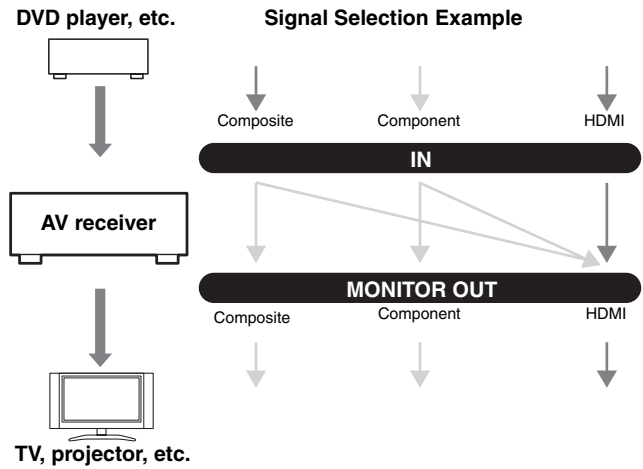 DVD player, etc.
Signal Selection Example
Composite
Component
HDMI
IN
AV receiver
MONITOR OUT
Composite
Component
HDMI
TV, projector, etc.